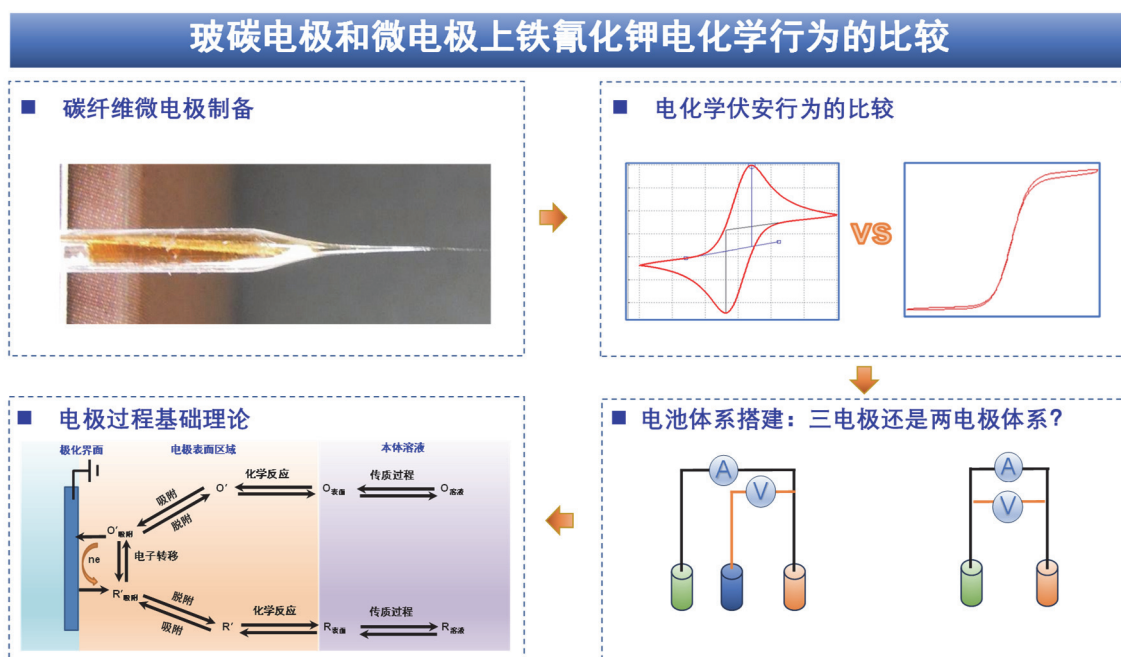 玻碳电极和微电极上铁氰化钾电化学行为的比较
■ 碳纤维微电极制备
■ 电化学伏安行为的比较
VS
■ 电池体系搭建：三电极还是两电极体系？
A
V
A
V
■ 电极过程基础理论
极化界面
电极表面区域
本体溶液
O'
化学反应
O表面
传质过程
O溶液
吸附
脱附
O'吸附
ne
电子转移
R'吸附
脱附
吸附
R'
化学反应
R表面
传质过程
R溶液